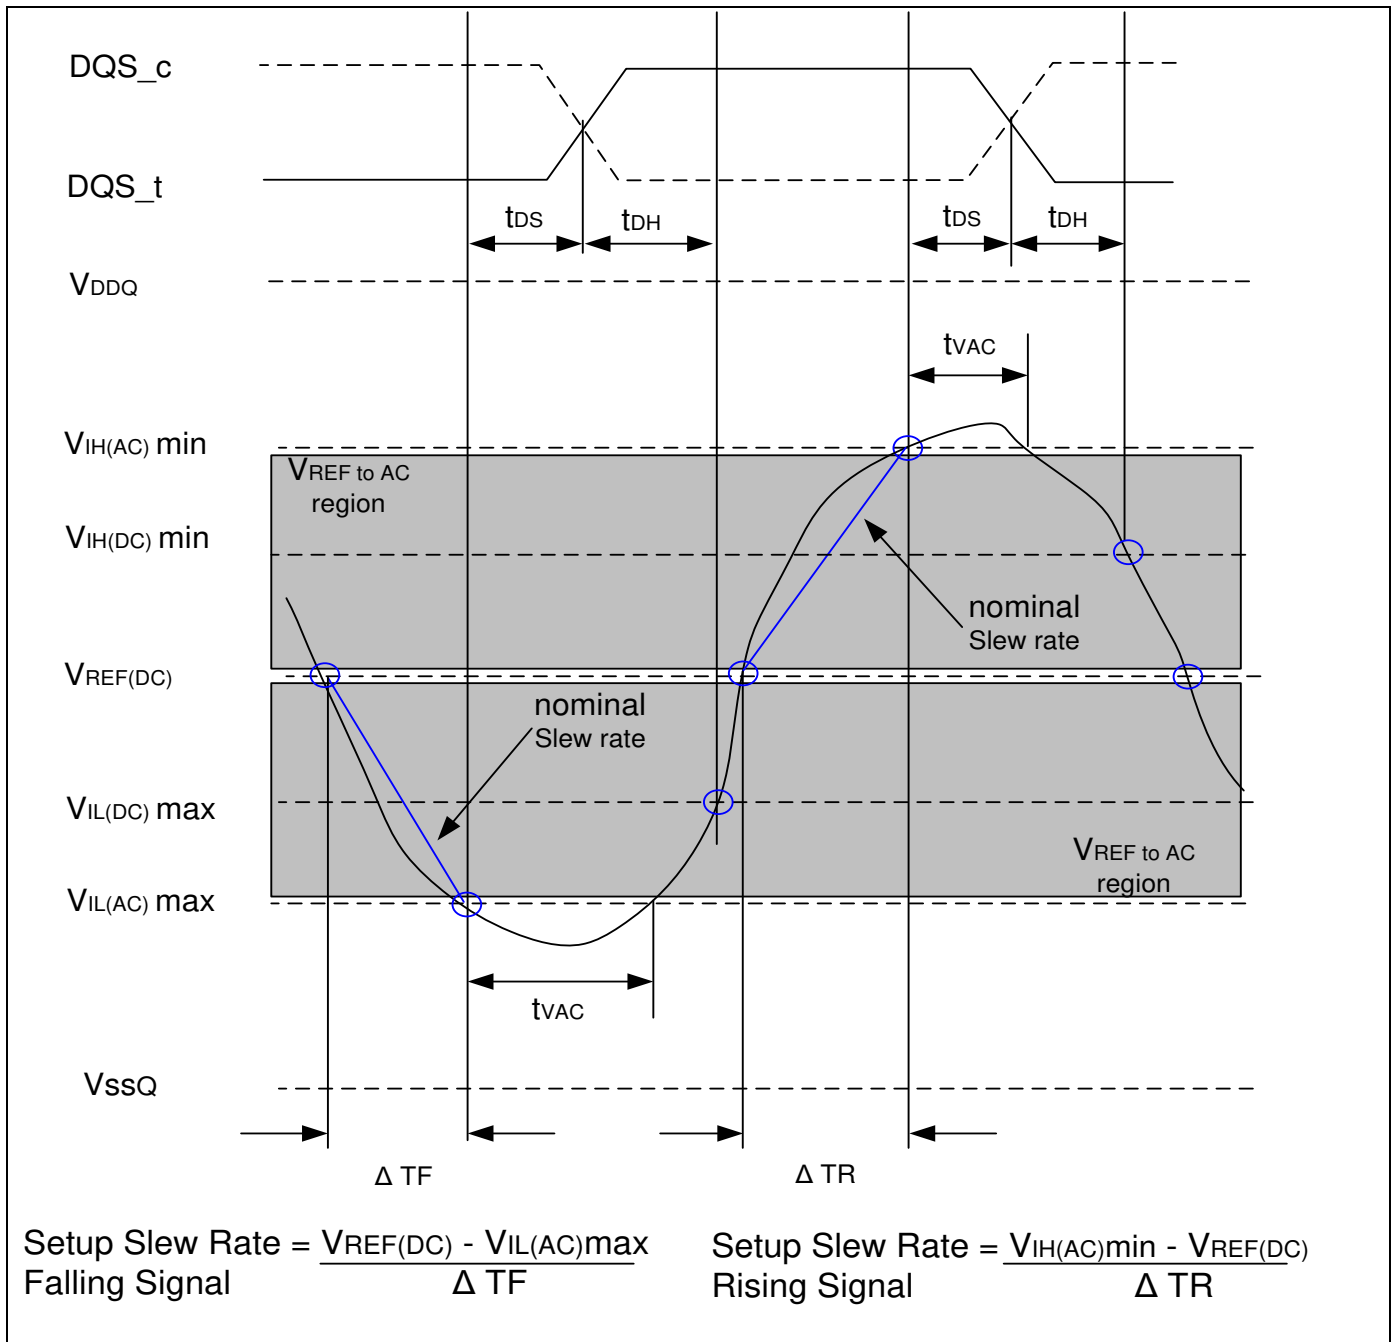 DQS_c
DQS_t
tDS tDH tDS tDH
VDDQ
tVAC
VIH(AC) min
VREF to AC
region
VIH(DC) min
nominal
Slew rate
VREF(DC)
nominal
Slew rate
VIL(DC) max
VREF to AC
region
VIL(AC) max
tVAC
VssQ
Δ TF Δ TR
Setup Slew Rate = VREF(DC) - VIL(AC)max
Falling Signal Δ TF
Setup Slew Rate = VIH(AC)min - VREF(DC)
Rising Signal Δ TR